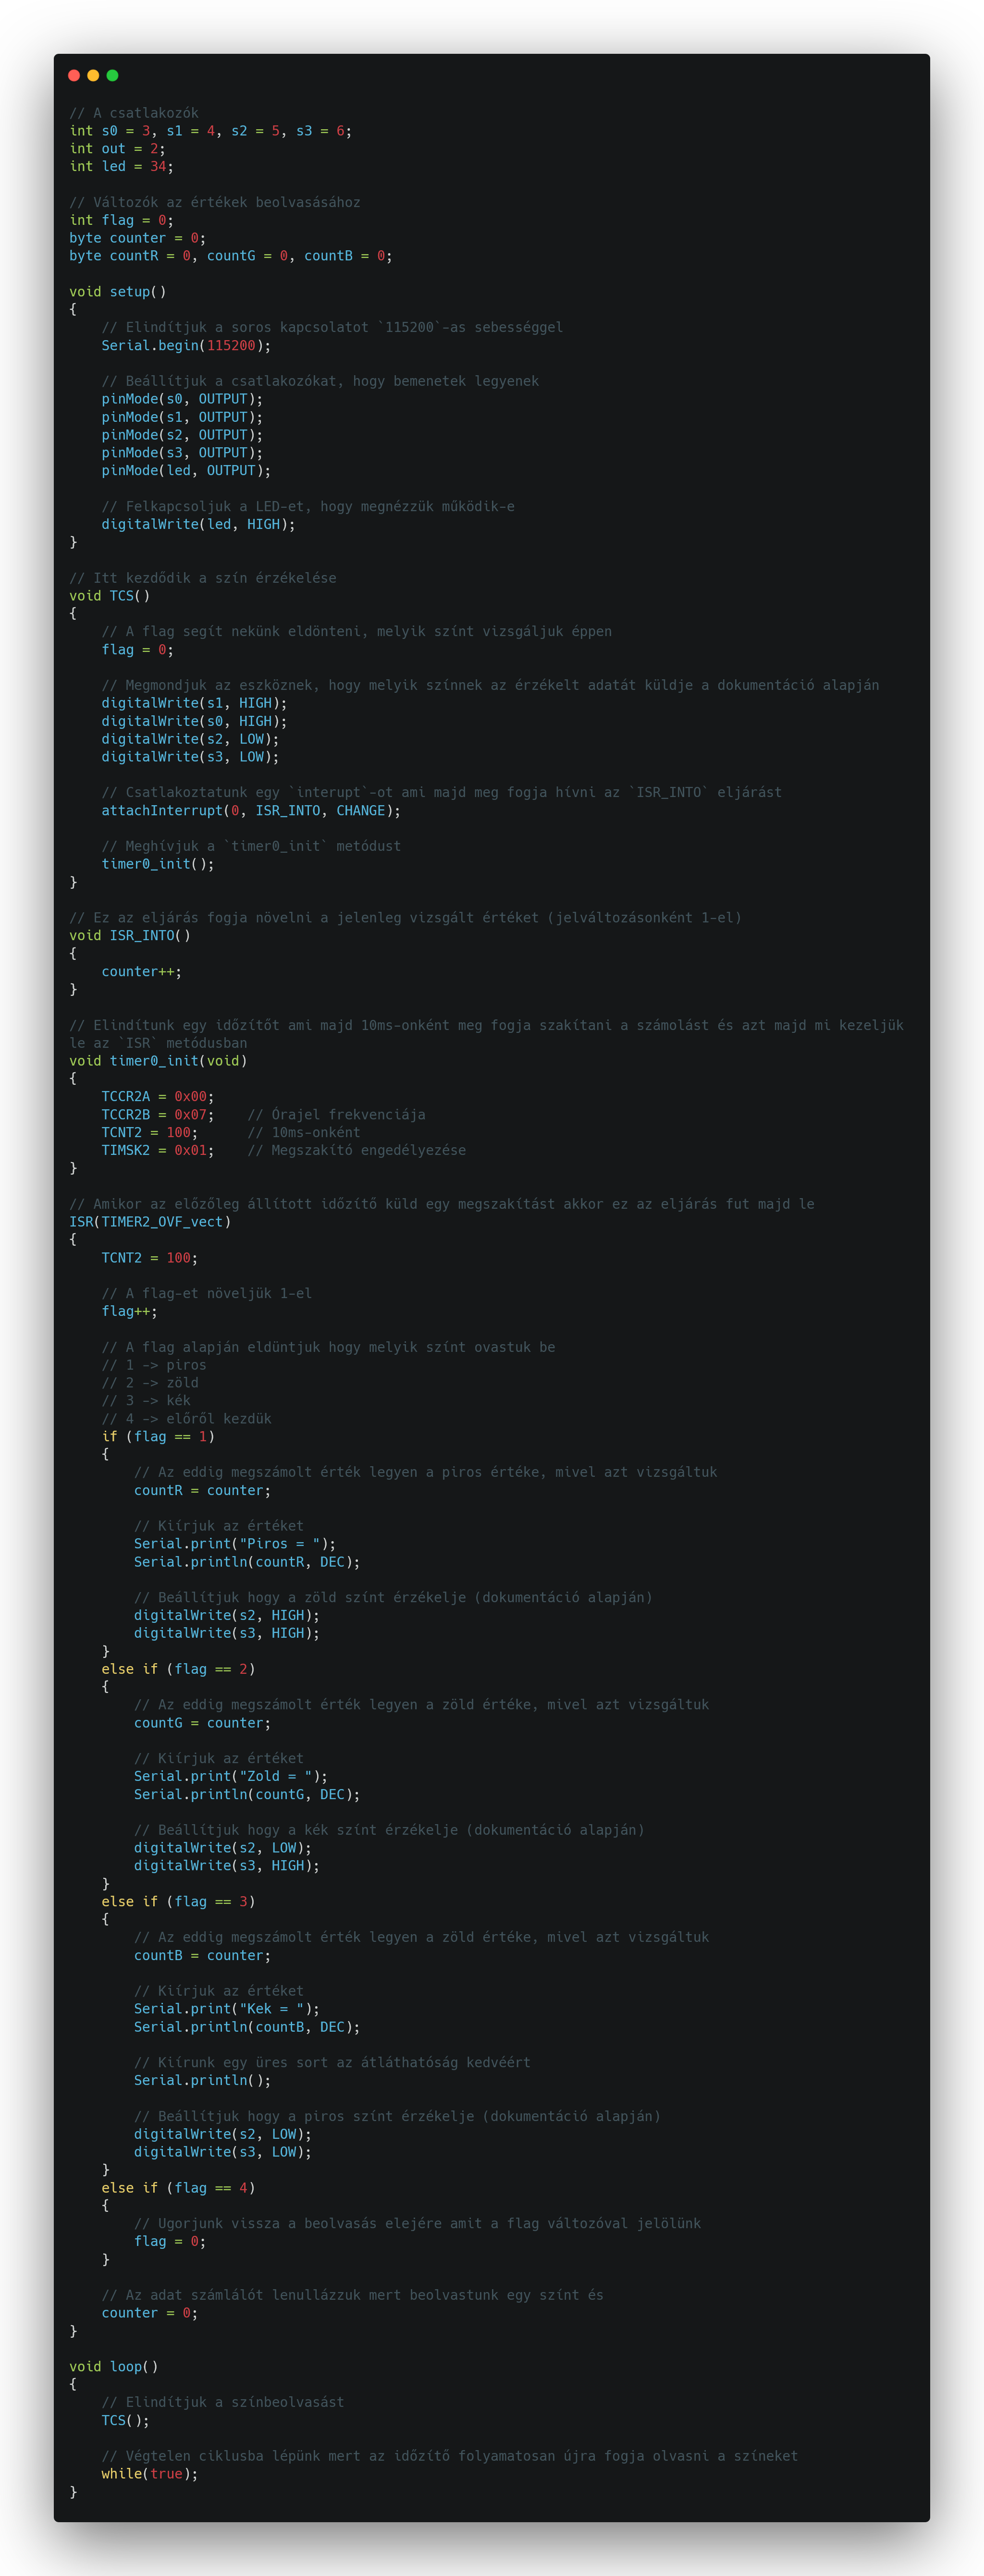 // A csatlakozók
int s0 = 3, s1 = 4, s2 = 5, s3 = 6;
int out = 2;
int led = 34;

// Változók az értékek beolvasásához
int flag = 0;
byte counter = 0;
byte countR = 0, countG = 0, countB = 0;

void setup()
{
    // Elindítjuk a soros kapcsolatot `115200`-as sebességgel
    Serial.begin(115200);

    // Beállítjuk a csatlakozókat, hogy bemenetek legyenek
    pinMode(s0, OUTPUT);
    pinMode(s1, OUTPUT);
    pinMode(s2, OUTPUT);
    pinMode(s3, OUTPUT);
    pinMode(led, OUTPUT);

    // Felkapcsoljuk a LED-et, hogy megnézzük működik-e
    digitalWrite(led, HIGH);
}

// Itt kezdődik a szín érzékelése
void TCS()
{
    // A flag segít nekünk eldönteni, melyik színt vizsgáljuk éppen
    flag = 0;

    // Megmondjuk az eszköznek, hogy melyik színnek az érzékelt adatát küldje a dokumentáció alapján
    digitalWrite(s1, HIGH);
    digitalWrite(s0, HIGH);
    digitalWrite(s2, LOW);
    digitalWrite(s3, LOW);

    // Csatlakoztatunk egy `interupt`-ot ami majd meg fogja hívni az `ISR_INTO` eljárást
    attachInterrupt(0, ISR_INTO, CHANGE);

    // Meghívjuk a `timer0_init` metódust
    timer0_init();
}

// Ez az eljárás fogja növelni a jelenleg vizsgált értéket (jelváltozásonként 1-el)
void ISR_INTO()
{
    counter++;
}

// Elindítunk egy időzítőt ami majd 10ms-onként meg fogja szakítani a számolást és azt majd mi kezeljük
le az `ISR` metódusban
void timer0_init(void)
{
    TCCR2A = 0x00;
    TCCR2B = 0x07;    // Órajel frekvenciája
    TCNT2 = 100;      // 10ms-onként
    TIMSK2 = 0x01;    // Megszakító engedélyezése
}

// Amikor az előzőleg állított időzítő küld egy megszakítást akkor ez az eljárás fut majd le
ISR(TIMER2_OVF_vect)
{
    TCNT2 = 100;

    // A flag-et növeljük 1-el
    flag++;

    // A flag alapján eldüntjuk hogy melyik színt ovastuk be
    // 1 -> piros
    // 2 -> zöld
    // 3 -> kék
    // 4 -> előről kezdük
    if (flag == 1)
    {
        // Az eddig megszámolt érték legyen a piros értéke, mivel azt vizsgáltuk
        countR = counter;

        // Kiírjuk az értéket
        Serial.print("Piros = ");
        Serial.println(countR, DEC);

        // Beállítjuk hogy a zöld színt érzékelje (dokumentáció alapján)
        digitalWrite(s2, HIGH);
        digitalWrite(s3, HIGH);
    }
    else if (flag == 2)
    {
        // Az eddig megszámolt érték legyen a zöld értéke, mivel azt vizsgáltuk
        countG = counter;

        // Kiírjuk az értéket
        Serial.print("Zold = ");
        Serial.println(countG, DEC);

        // Beállítjuk hogy a kék színt érzékelje (dokumentáció alapján)
        digitalWrite(s2, LOW);
        digitalWrite(s3, HIGH);
    }
    else if (flag == 3)
    {
        // Az eddig megszámolt érték legyen a zöld értéke, mivel azt vizsgáltuk
        countB = counter;

        // Kiírjuk az értéket
        Serial.print("Kek = ");
        Serial.println(countB, DEC);

        // Kiírunk egy üres sort az átláthatóság kedvéért
        Serial.println();

        // Beállítjuk hogy a piros színt érzékelje (dokumentáció alapján)
        digitalWrite(s2, LOW);
        digitalWrite(s3, LOW);
    }
    else if (flag == 4)
    {
        // Ugorjunk vissza a beolvasás elejére amit a flag változóval jelölünk
        flag = 0;
    }

    // Az adat számlálót lenullázzuk mert beolvastunk egy színt és
    counter = 0;
}

void loop()
{
    // Elindítjuk a színbeolvasást
    TCS();

    // Végtelen ciklusba lépünk mert az időzítő folyamatosan újra fogja olvasni a színeket
    while(true);
}